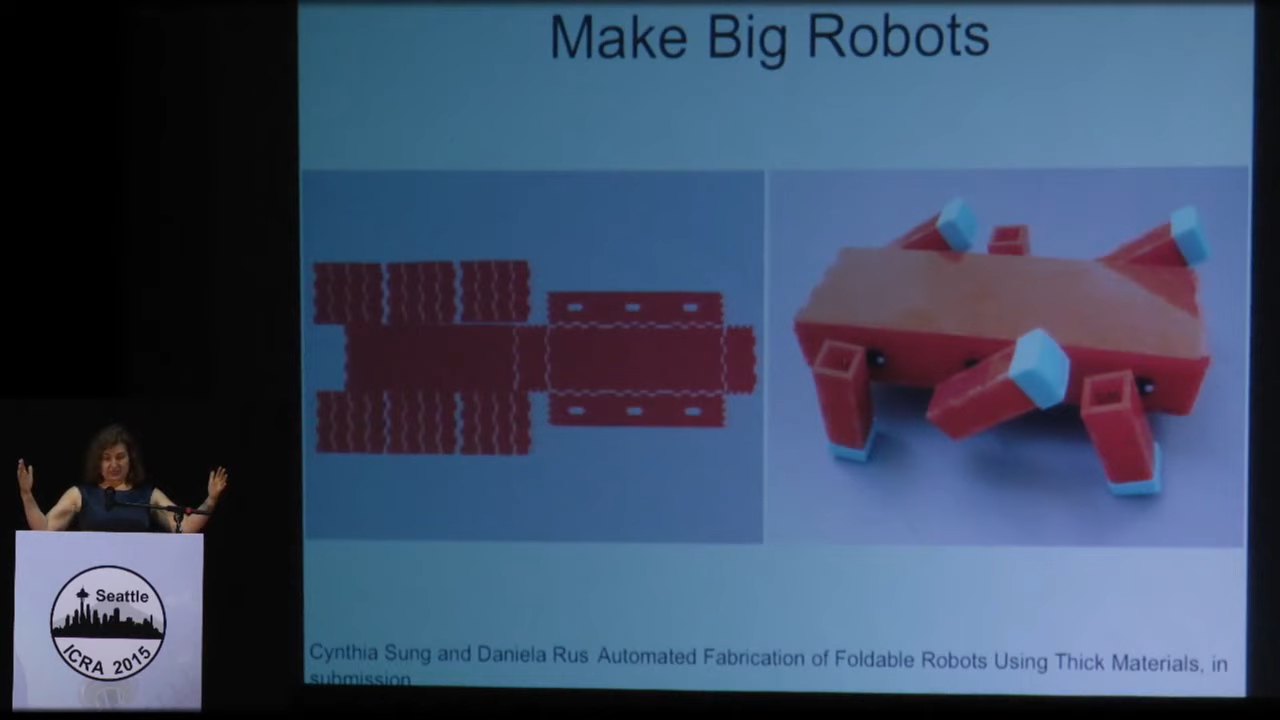 Make Big Robots
Cynthia Sung and Daniela Rus Automated Fabrication of Foldable Robots Using Thick Materials, in
submission
Seattle
ICRA 2015